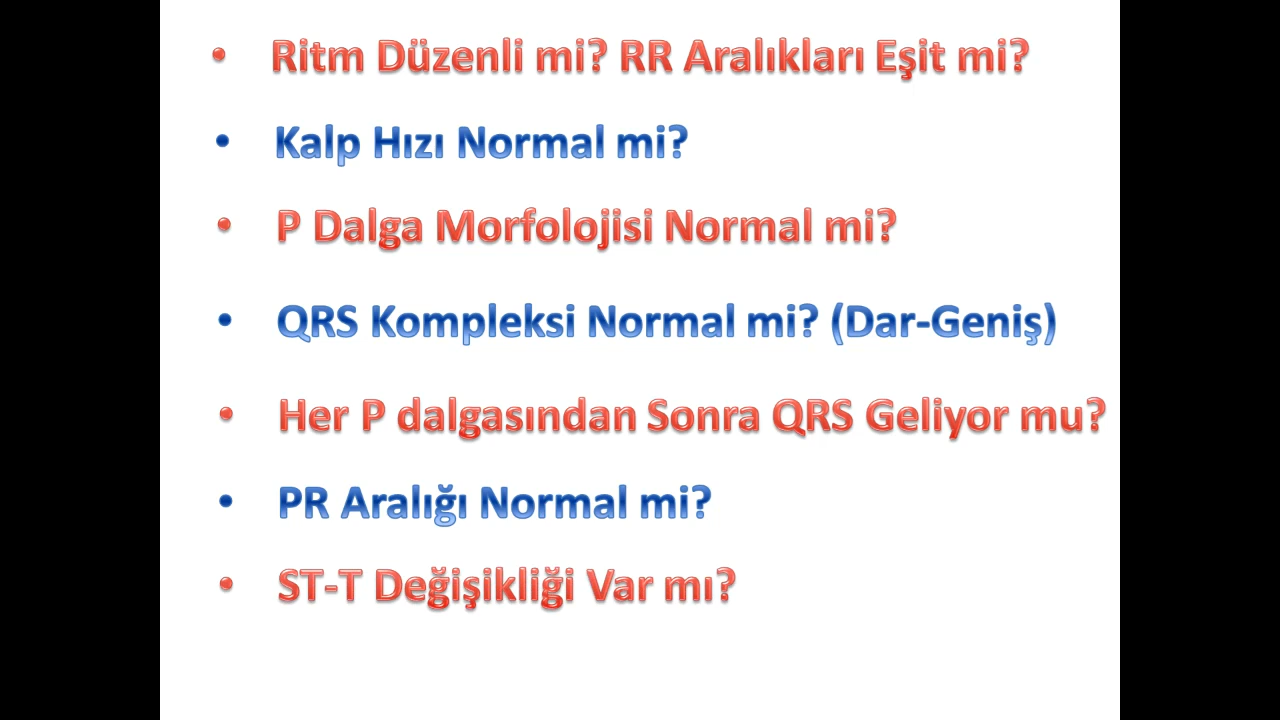 • Ritm Düzenli mi? RR Aralıkları Eşit mi?
• Kalp Hızı Normal mi?
• P Dalga Morfolojisi Normal mi?
• QRS Kompleksi Normal mi? (Dar-Geniş)
• Her P dalgasından Sonra QRS Geliyor mu?
• PR Aralığı Normal mi?
• ST-T Değişikliği Var mı?